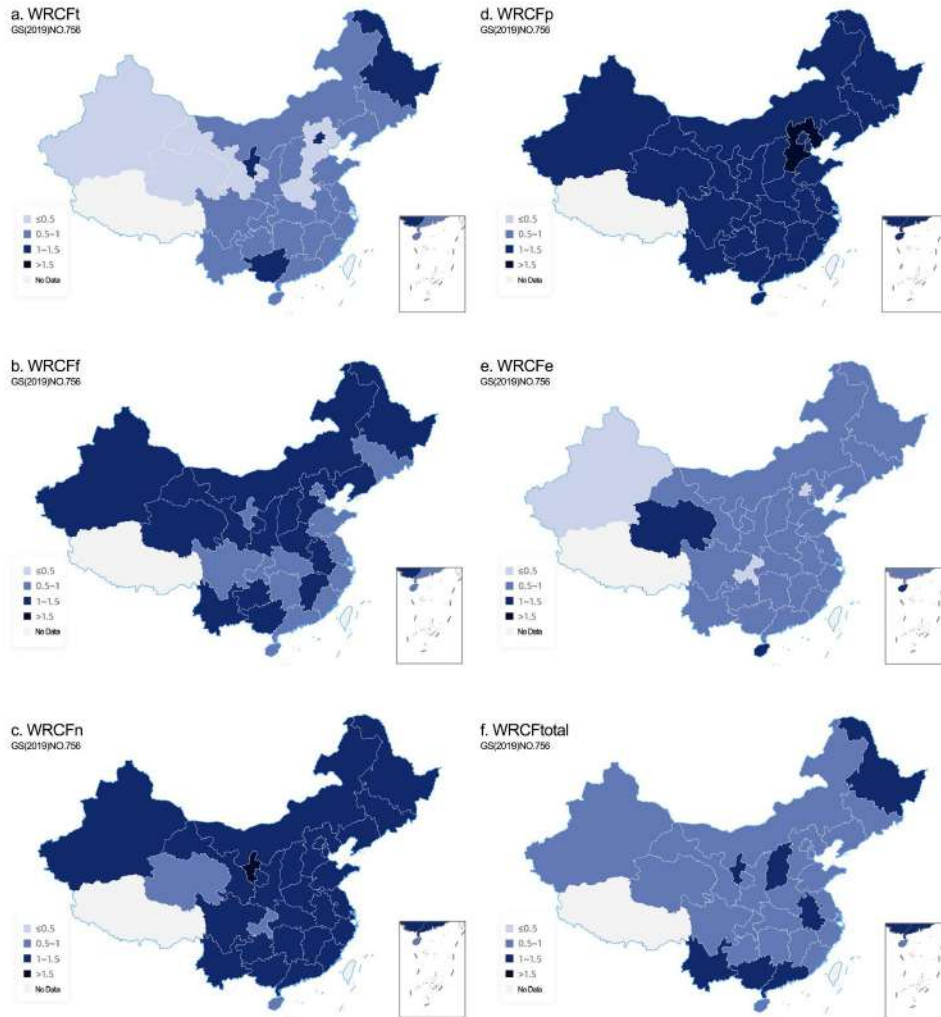 a. WRCFt
GS(2019)NO.756
≤0.5
0.5~1
1~1.5
>1.5
No Data
d. WRCFp
GS(2019)NO.756
≤0.5
0.5~1
1~1.5
>1.5
No Data
b. WRCFf
GS(2019)NO.756
≤0.5
0.5~1
1~1.5
>1.5
No Data
e. WRCFe
GS(2019)NO.756
≤0.5
0.5~1
1~1.5
>1.5
No Data
c. WRCFn
GS(2019)NO.756
≤0.5
0.5~1
1~1.5
>1.5
No Data
f. WRCFtotal
GS(2019)NO.756
≤0.5
0.5~1
1~1.5
>1.5
No Data